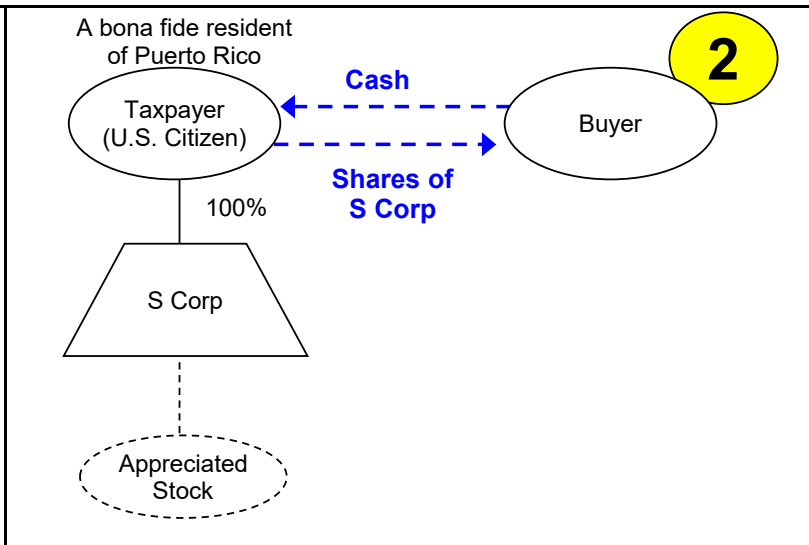 A bona fide resident
of Puerto Rico
Taxpayer
(U.S. Citizen)
Cash
Shares of
S Corp
Buyer
2
100%
S Corp
Appreciated
Stock